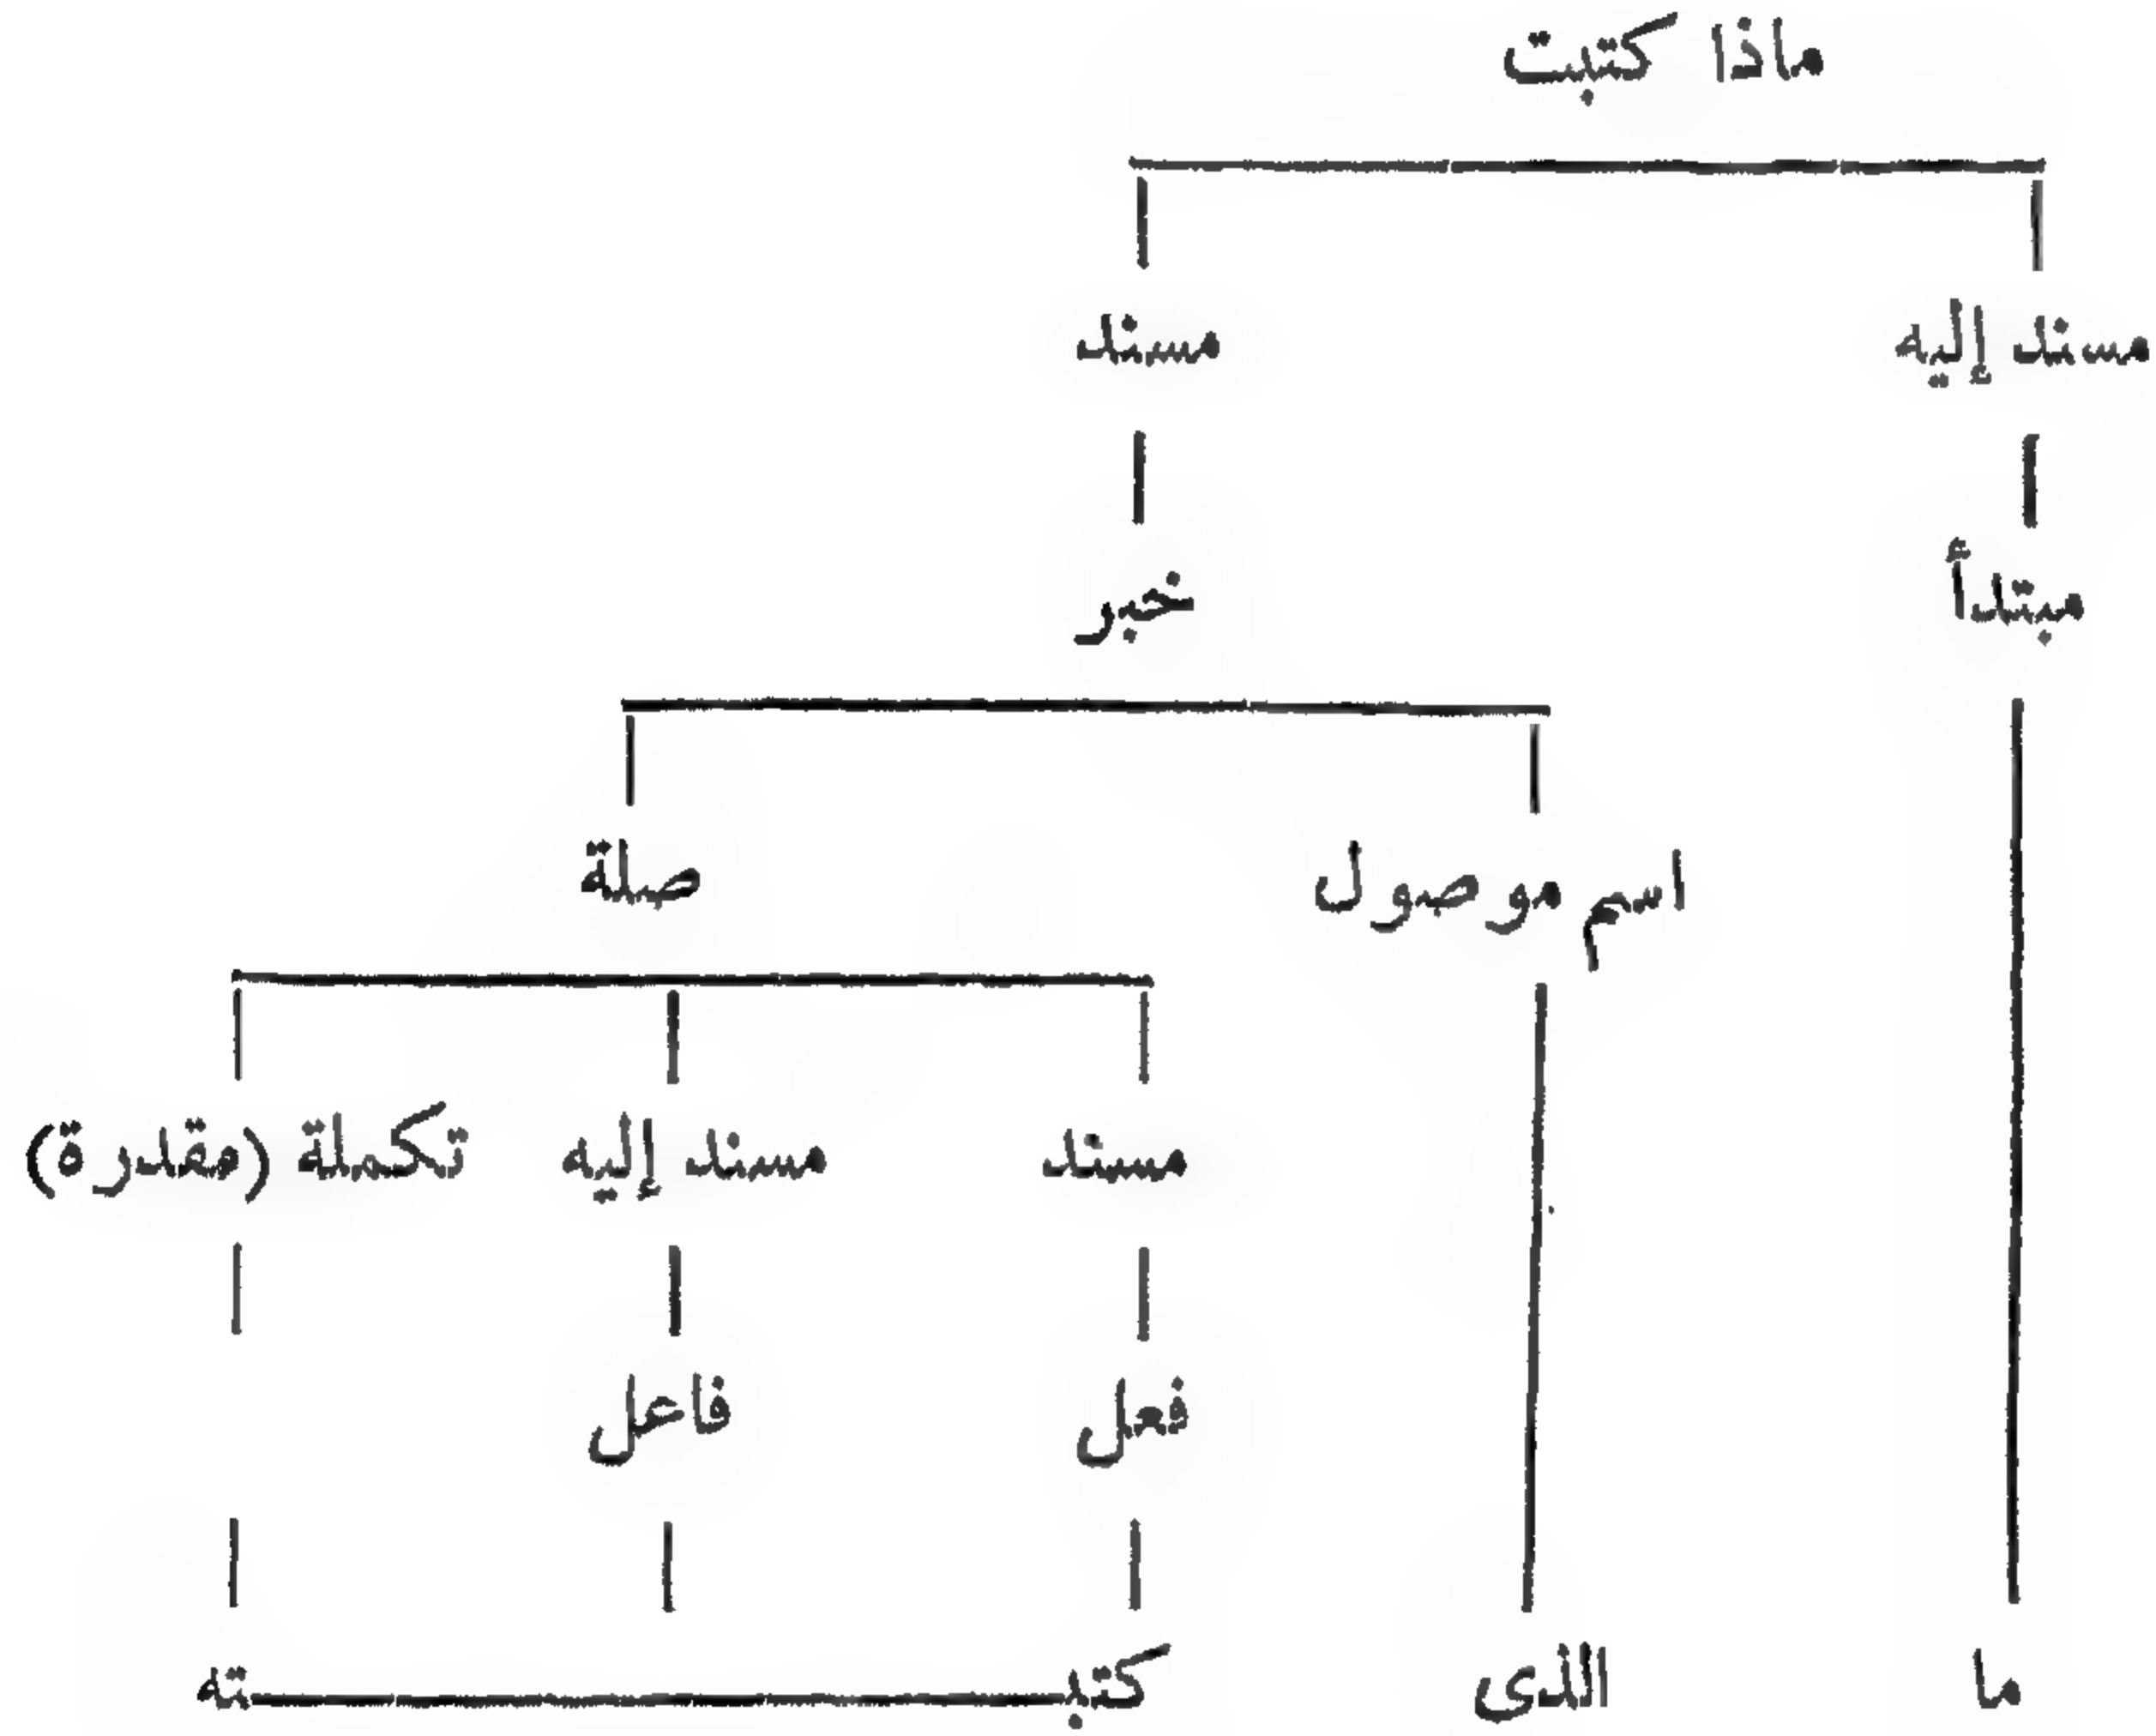 ماذا كتبت
مسند إليه مسند
مبتدأ خبر
اسم موصول صلة
مسند مسند إليه تكملة (مقدرة)
فعل فاعل
ما الذى كتبـــــته